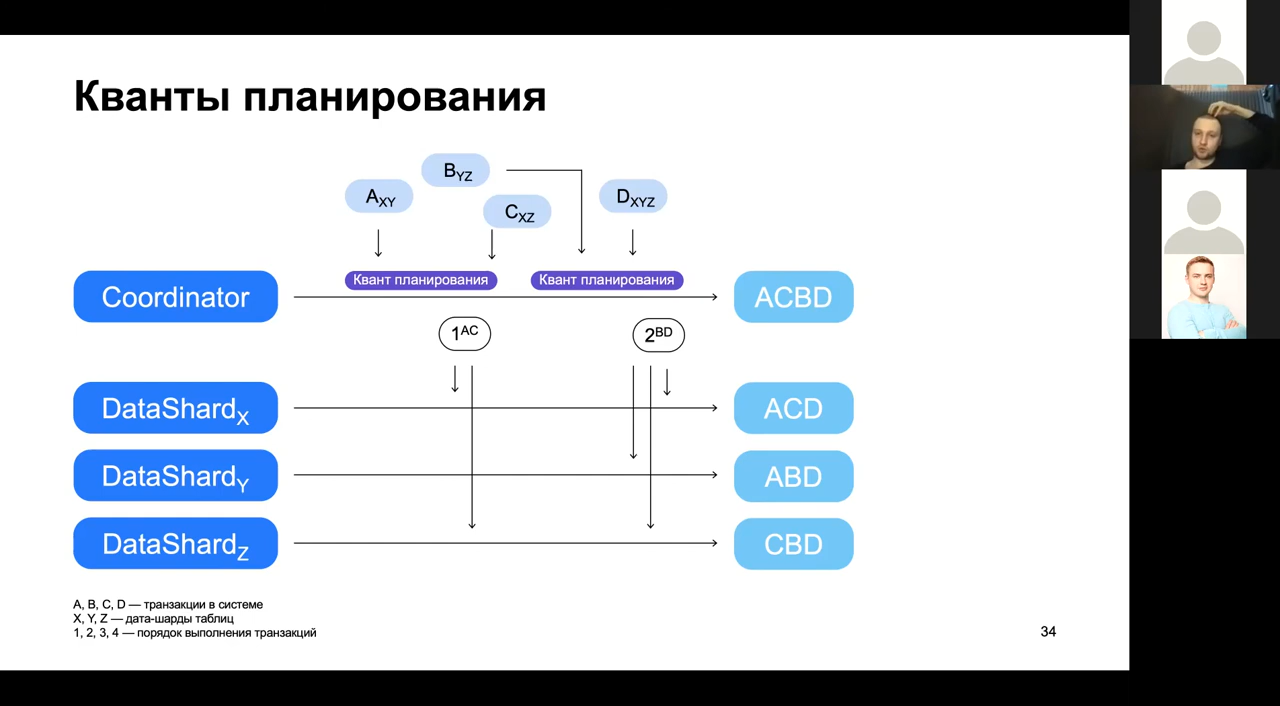 Кванты планирования
B_YZ
A_XY
D_XYZ
C_XZ
Квант планирования
Квант планирования
Coordinator
ACBD
1^AC
2^BD
DataShard_X
ACD
DataShard_Y
ABD
DataShard_Z
CBD
A, B, C, D — транзакции в системе
X, Y, Z — дата-шарды таблиц
1, 2, 3, 4 — порядок выполнения транзакций
34